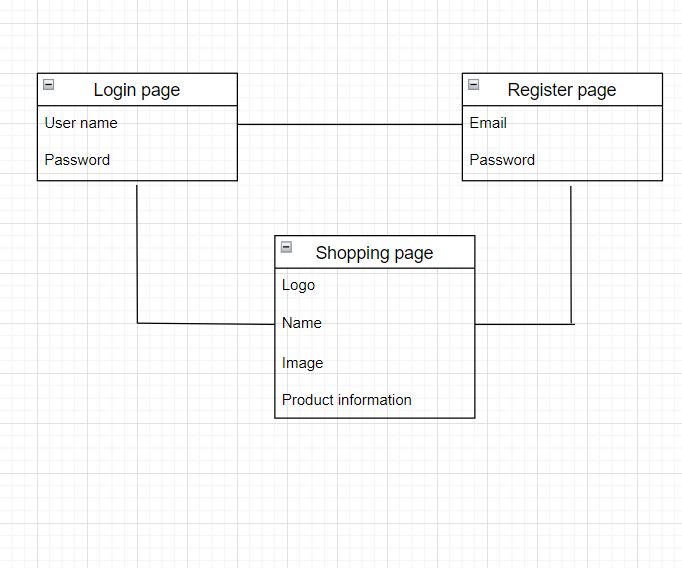 Login page
User name
Password
Register page
Email
Password
Shopping page
Logo
Name
Image
Product information